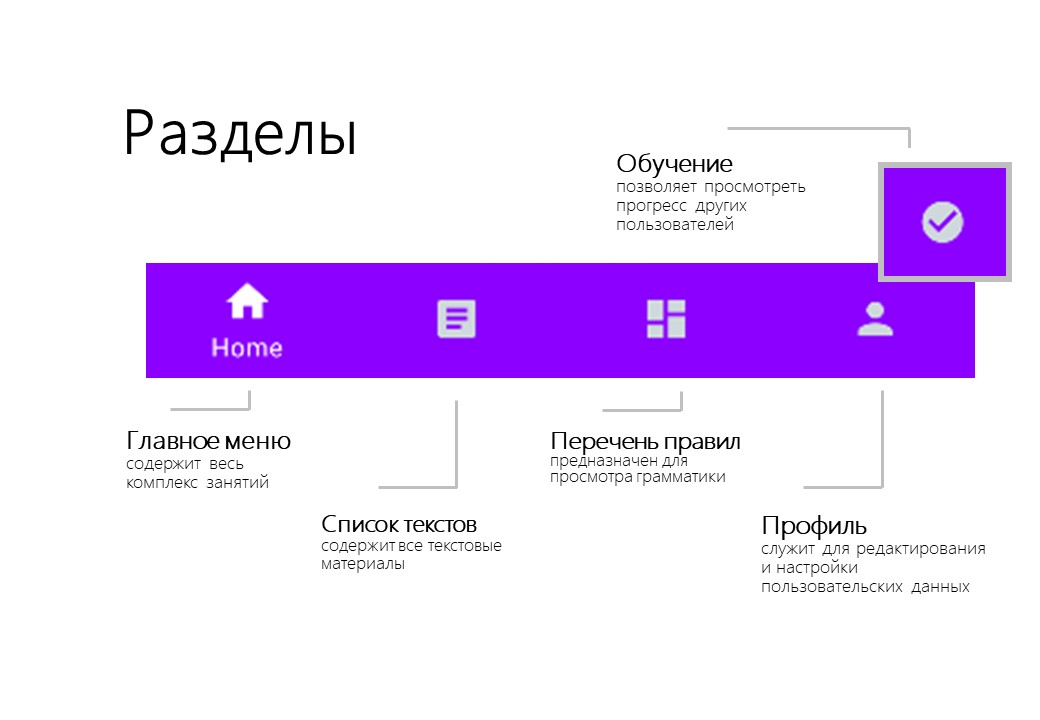 Разделы
Обучение
позволяет просмотреть
прогресс других
пользователей
Home
Главное меню
содержит весь
комплекс занятий
Список текстов
содержит все текстовые
материалы
Перечень правил
предназначен для
просмотра грамматики
Профиль
служит для редактирования
и настройки
пользовательских данных